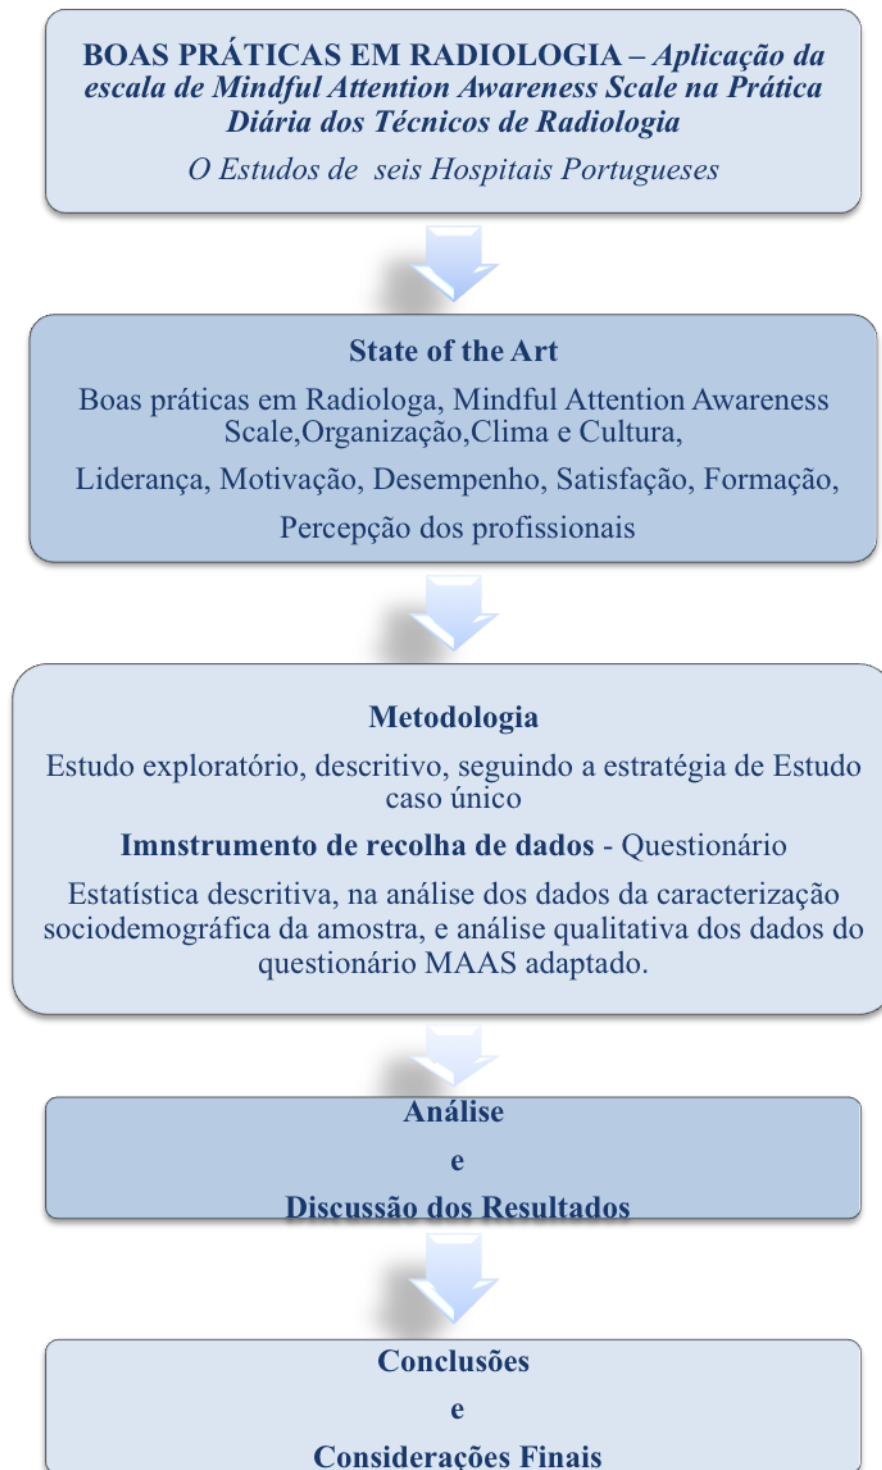 BOAS PRÁTICAS EM RADIOLOGIA – Aplicação da
escala de Mindful Attention Awareness Scale na Prática
Diária dos Técnicos de Radiologia
O Estudos de seis Hospitais Portugueses
State of the Art
Boas práticas em Radiologa, Mindful Attention Awareness
Scale,Organização,Clima e Cultura,
Liderança, Motivação, Desempenho, Satisfação, Formação,
Percepção dos profissionais
Metodologia
Estudo exploratório, descritivo, seguindo a estratégia de Estudo
caso único
Imnstrumento de recolha de dados - Questionário
Estatística descritiva, na análise dos dados da caracterização
sociodemográfica da amostra, e análise qualitativa dos dados do
questionário MAAS adaptado.
Análise
e
Discussão dos Resultados
Conclusões
e
Considerações Finais